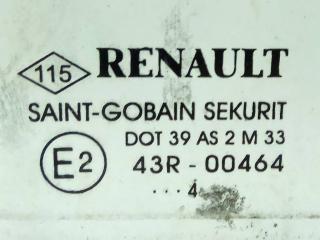 115 RENAULT
SAINT-GOBAIN SEKURIT
DOT 39 AS 2 M 33
E2 43R - 00464
... 4